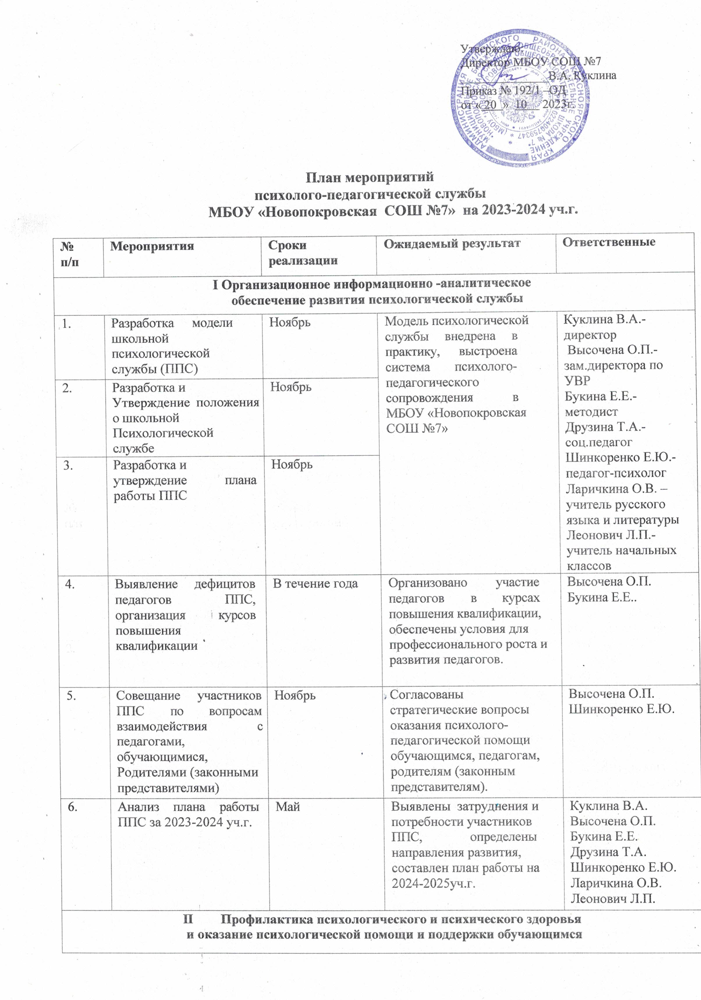 Утверждаю:
Директор МБОУ СОШ №7
В.А. Куклина
Приказ № 192/1 –ОД
от « 20 » 10 2023г.
План мероприятий
психолого-педагогической службы
МБОУ «Новопокровская СОШ №7» на 2023-2024 уч.г.
№
п/п
Мероприятия
Сроки
реализации
Ожидаемый результат
Ответственные
I Организационное информационно -аналитическое
обеспечение развития психологической службы
1.
Разработка модели
школьной
психологической
службы (ППС)
Ноябрь
Модель психологической
службы внедрена в
практику, выстроена
система психолого-
педагогического
сопровождения в
МБОУ «Новопокровская
СОШ №7»
Куклина В.А.-
директор
Высочена О.П.-
зам.директора по
УВР
Букина Е.Е.-
методист
Друзина Т.А.-
соц.педагог
Шинкоренко Е.Ю.-
педагог-психолог
Ларичкина О.В. –
учитель русского
языка и литературы
Леонович Л.П.-
учитель начальных
классов
2.
Разработка и
Утверждение положения
о школьной
Психологической
службе
Ноябрь
3.
Разработка и
утверждение плана
работы ППС
Ноябрь
4.
Выявление дефицитов
педагогов ППС,
организация курсов
повышения
квалификации
В течение года
Организовано участие
педагогов в курсах
повышения квалификации,
обеспечены условия для
профессионального роста и
развития педагогов.
Высочена О.П.
Букина Е.Е..
5.
Совещание участников
ППС по вопросам
взаимодействия с
педагогами,
обучающимися,
Родителями (законными
представителями)
Ноябрь
Согласованы
стратегические вопросы
оказания психолого-
педагогической помощи
обучающимся, педагогам,
родителям (законным
представителям).
Высочена О.П.
Шинкоренко Е.Ю.
6.
Анализ плана работы
ППС за 2023-2024 уч.г.
Май
Выявлены затруднения и
потребности участников
ППС, определены
направления развития,
составлен план работы на
2024-2025уч.г.
Куклина В.А.
Высочена О.П.
Букина Е.Е.
Друзина Т.А.
Шинкоренко Е.Ю.
Ларичкина О.В.
Леонович Л.П.
II Профилактика психологического и психического здоровья
и оказание психологической помощи и поддержки обучающимся